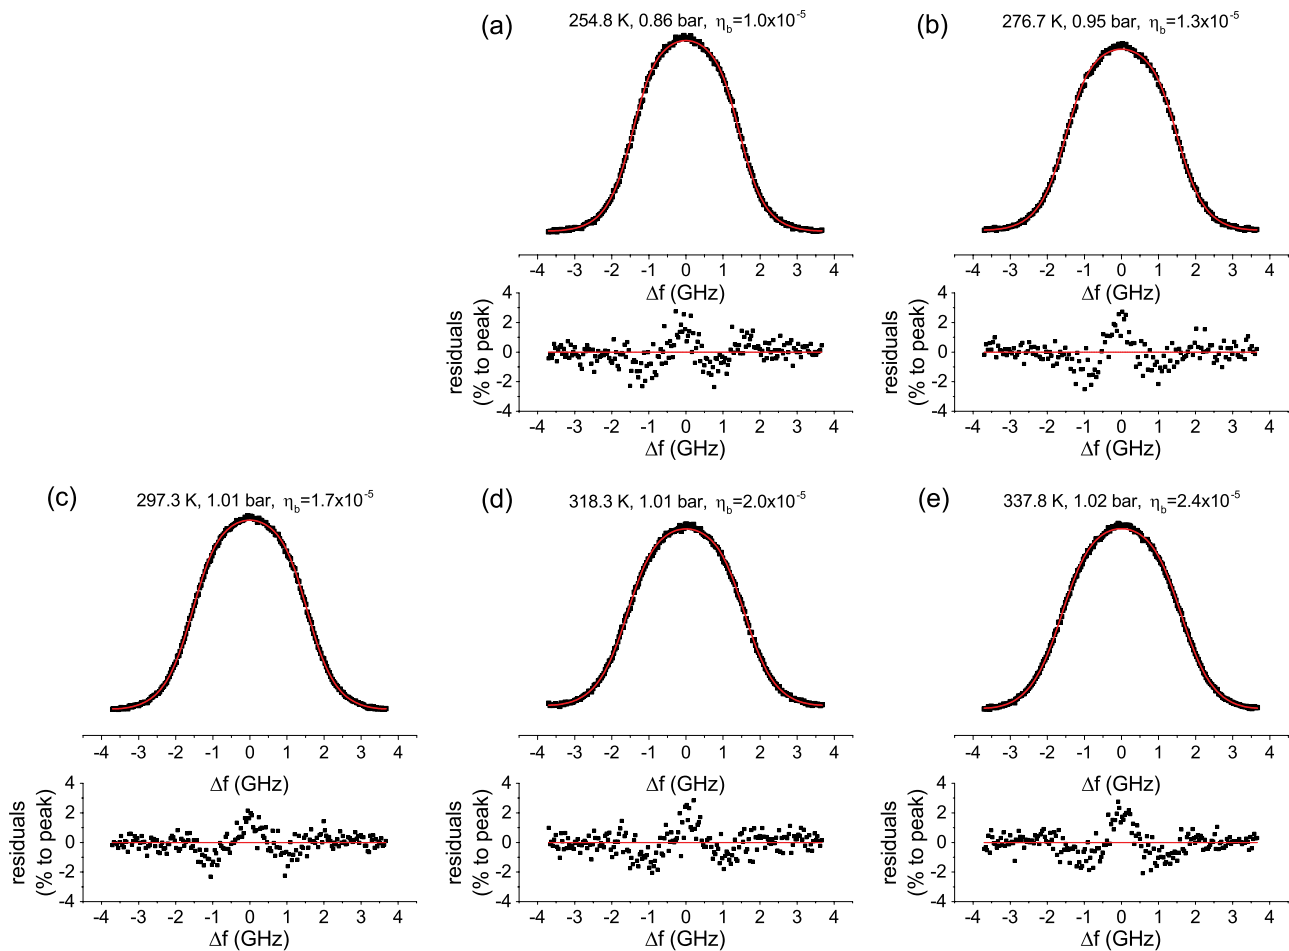 (a) 254.8 K, 0.86 bar, ηb=1.0x10-5
-4 -3 -2 -1 0 1 2 3 4
Δf (GHz)
residuals
(% to peak)
4
2
0
-2
-4
-4 -3 -2 -1 0 1 2 3 4
Δf (GHz)
(b) 276.7 K, 0.95 bar, ηb=1.3x10-5
-4 -3 -2 -1 0 1 2 3 4
Δf (GHz)
residuals
(% to peak)
4
2
0
-2
-4
-4 -3 -2 -1 0 1 2 3 4
Δf (GHz)
(c) 297.3 K, 1.01 bar, ηb=1.7x10-5
-4 -3 -2 -1 0 1 2 3 4
Δf (GHz)
residuals
(% to peak)
4
2
0
-2
-4
-4 -3 -2 -1 0 1 2 3 4
Δf (GHz)
(d) 318.3 K, 1.01 bar, ηb=2.0x10-5
-4 -3 -2 -1 0 1 2 3 4
Δf (GHz)
residuals
(% to peak)
4
2
0
-2
-4
-4 -3 -2 -1 0 1 2 3 4
Δf (GHz)
(e) 337.8 K, 1.02 bar, ηb=2.4x10-5
-4 -3 -2 -1 0 1 2 3 4
Δf (GHz)
residuals
(% to peak)
4
2
0
-2
-4
-4 -3 -2 -1 0 1 2 3 4
Δf (GHz)